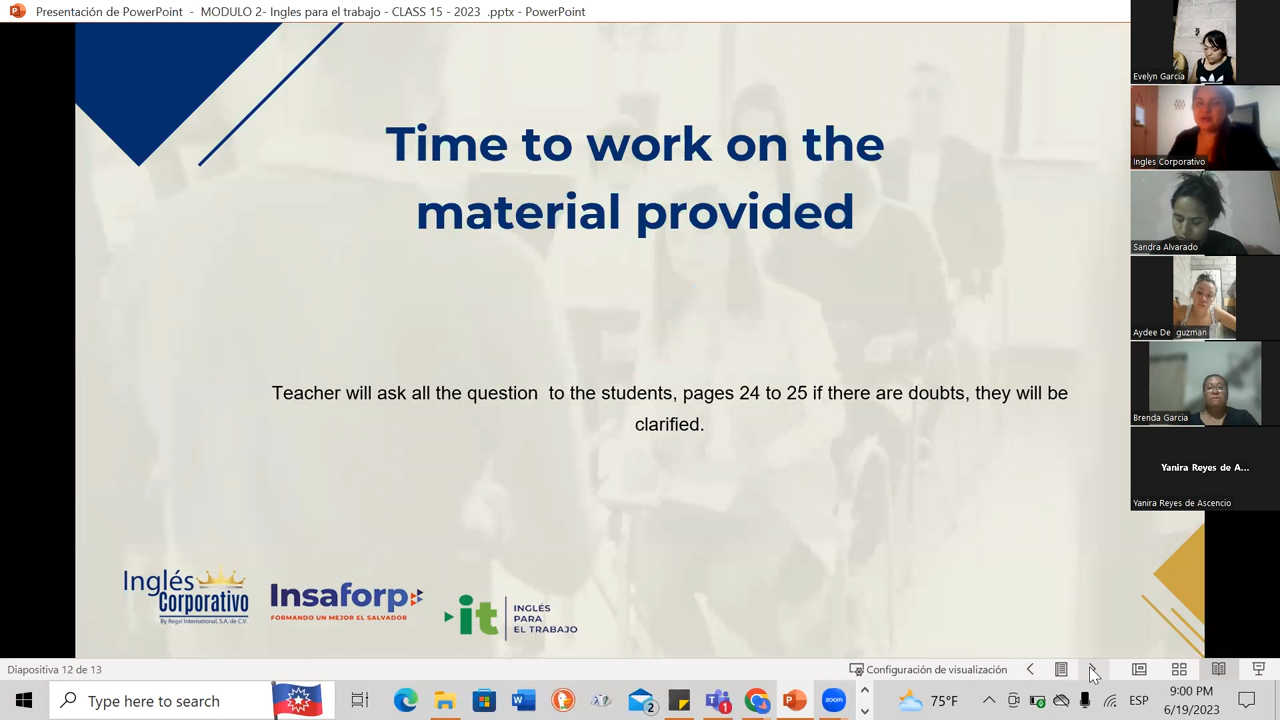 Presentación de PowerPoint - MODULO 2- Ingles para el trabajo - CLASS 15 - 2023 .pptx - PowerPoint
Time to work on the
material provided
Teacher will ask all the question to the students, pages 24 to 25 if there are doubts, they will be
clarified.
Inglés
Corporativo
By Regal International, S.A. de C.V.
Insaforp
FORMANDO UN MEJOR EL SALVADOR
it
INGLÉS
PARA
EL TRABAJO
Evelyn García
Ingles Corporativo
Sandra Alvarado
Aydee De guzman
Brenda Garcia
Yanira Reyes de A...
Yanira Reyes de Ascencio
Diapositiva 12 de 13
Configuración de visualización
Type here to search
2
1
zoom
75°F
ESP
9:00 PM
6/19/2023